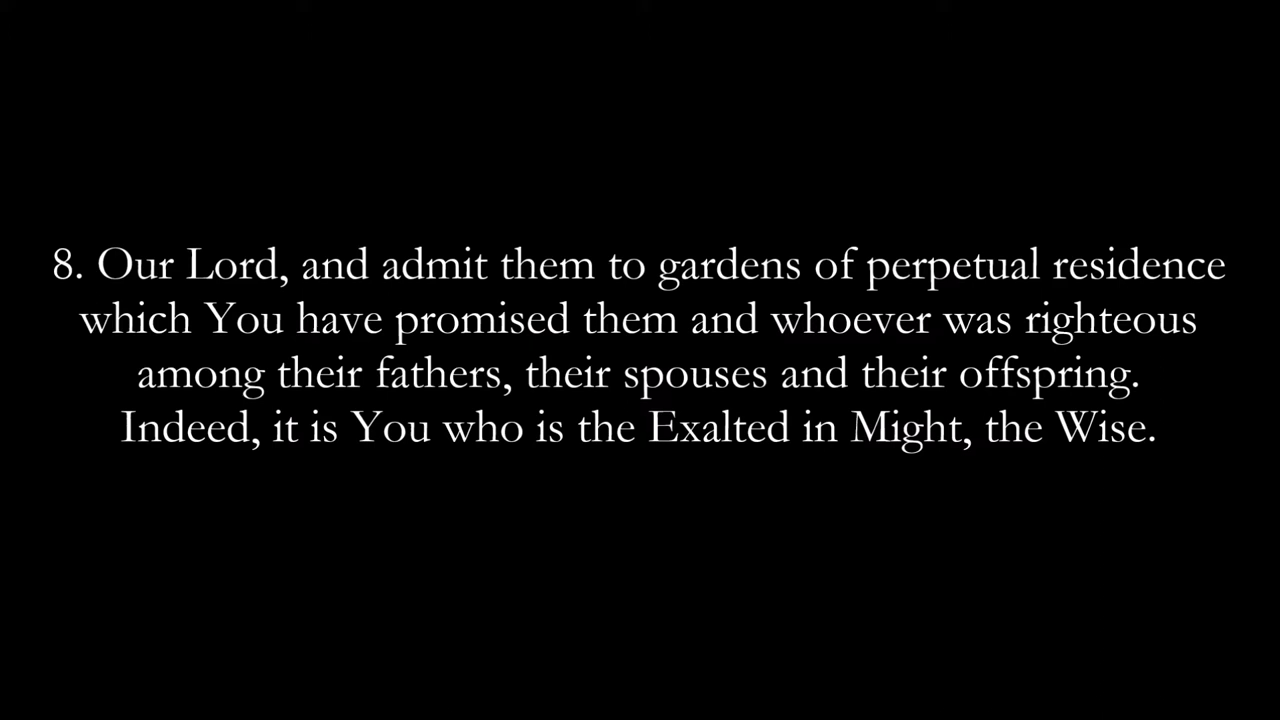 8. Our Lord, and admit them to gardens of perpetual residence
which You have promised them and whoever was righteous
among their fathers, their spouses and their offspring.
Indeed, it is You who is the Exalted in Might, the Wise.